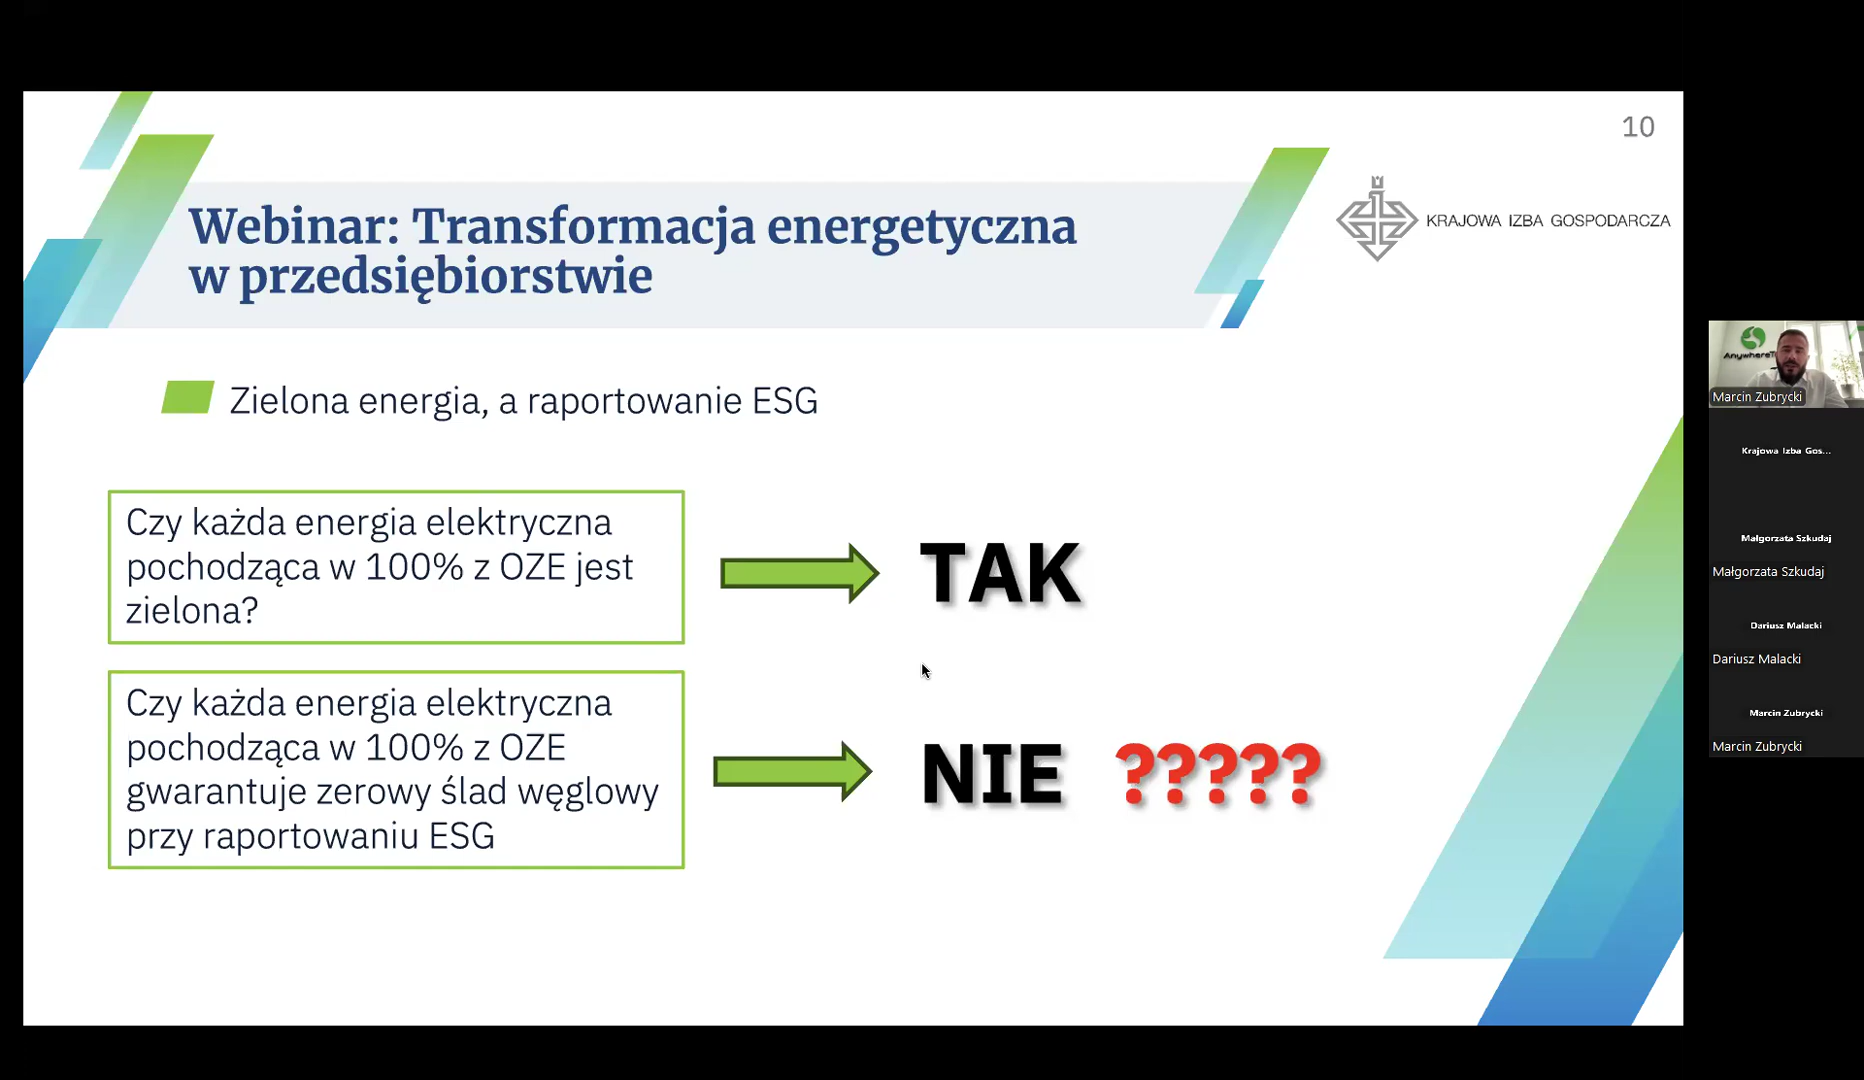 10
Webinar: Transformacja energetyczna
w przedsiębiorstwie
KRAJOWA IZBA GOSPODARCZA
Zielona energia, a raportowanie ESG
Czy każda energia elektryczna
pochodząca w 100% z OZE jest
zielona?
TAK
Czy każda energia elektryczna
pochodząca w 100% z OZE
gwarantuje zerowy ślad węglowy
przy raportowaniu ESG
NIE ?????
Marcin Zubrycki
Krajowa Izba Gos...
Małgorzata Szkudaj
Małgorzata Szkudaj
Dariusz Malacki
Dariusz Malacki
Marcin Zubrycki
Marcin Zubrycki